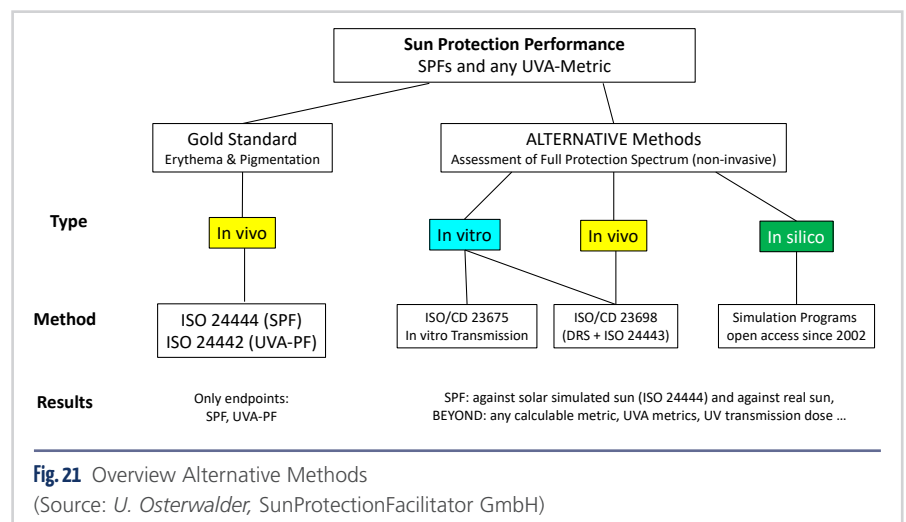 Sun Protection Performance
SPFs and any UVA-Metric
Gold Standard
Erythema & Pigmentation
ALTERNATIVE Methods
Assessment of Full Protection Spectrum (non-invasive)
Type
In vivo
In vitro
In vivo
In silico
Method
ISO 24444 (SPF)
ISO 24442 (UVA-PF)
ISO/CD 23675
In vitro Transmission
ISO/CD 23698
(DRS + ISO 24443)
Simulation Programs
open access since 2002
Results
Only endpoints:
SPF, UVA-PF
SPF: against solar simulated sun (ISO 24444) and against real sun,
BEYOND: any calculable metric, UVA metrics, UV transmission dose ...
Fig. 21 Overview Alternative Methods
(Source: U. Osterwalder, SunProtectionFacilitator GmbH)